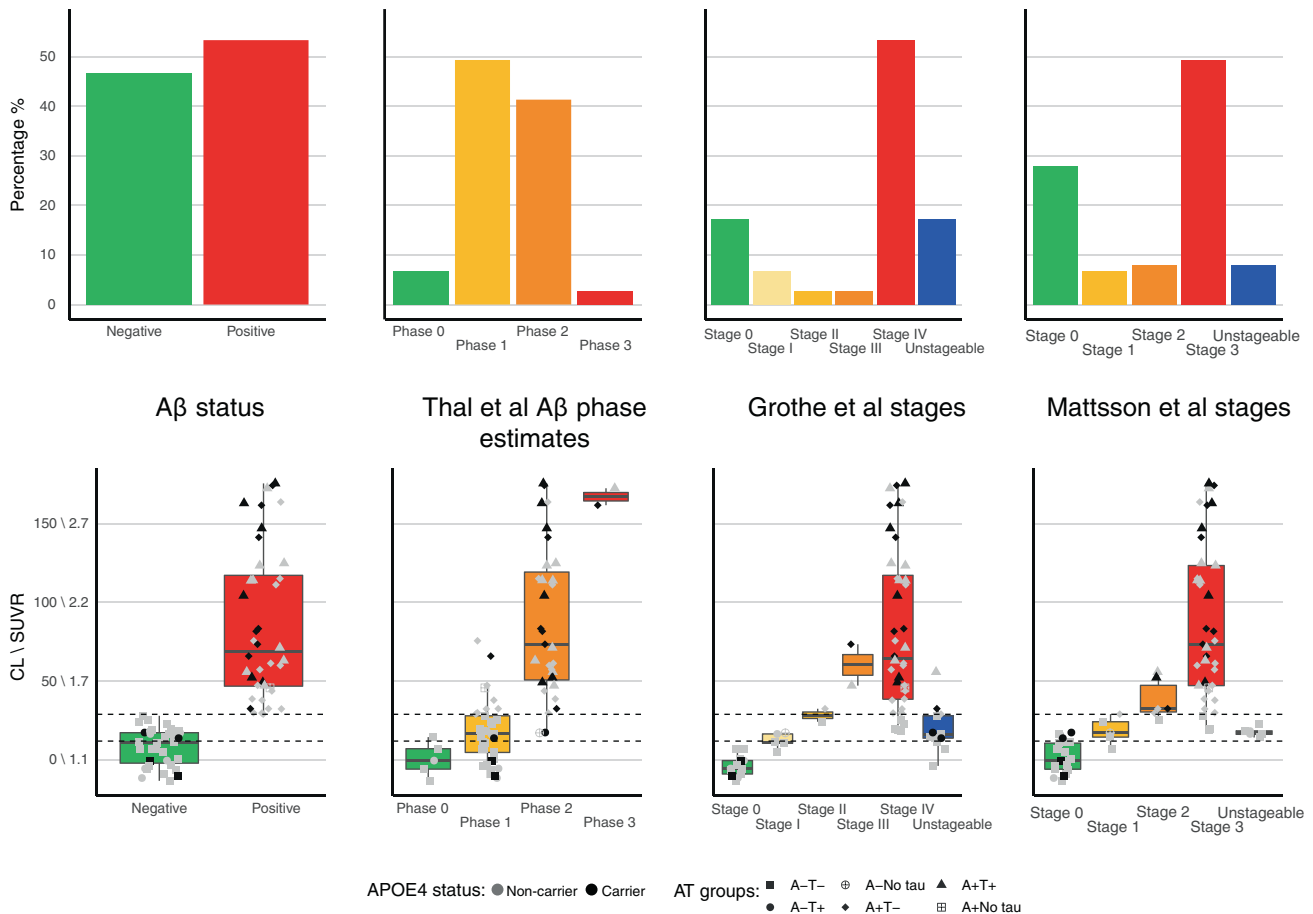 Percentage %
50
40
30
20
10
0
Negative
Positive
Phase 0
Phase 1
Phase 2
Phase 3
Stage 0
Stage I
Stage II
Stage III
Stage IV
Unstageable
Stage 0
Stage 1
Stage 2
Stage 3
Unstageable
Aβ status
Thal et al Aβ phase
estimates
Grothe et al stages
Mattsson et al stages
CL \ SUVR
150 \ 2.7
100 \ 2.2
50 \ 1.7
0 \ 1.1
Negative
Positive
Phase 0
Phase 1
Phase 2
Phase 3
Stage 0
Stage I
Stage II
Stage III
Stage IV
Unstageable
Stage 0
Stage 1
Stage 2
Stage 3
Unstageable
APOE4 status: Non-carrier Carrier
AT groups: A−T− A−No tau A+T+
A−T+ A+T− A+No tau